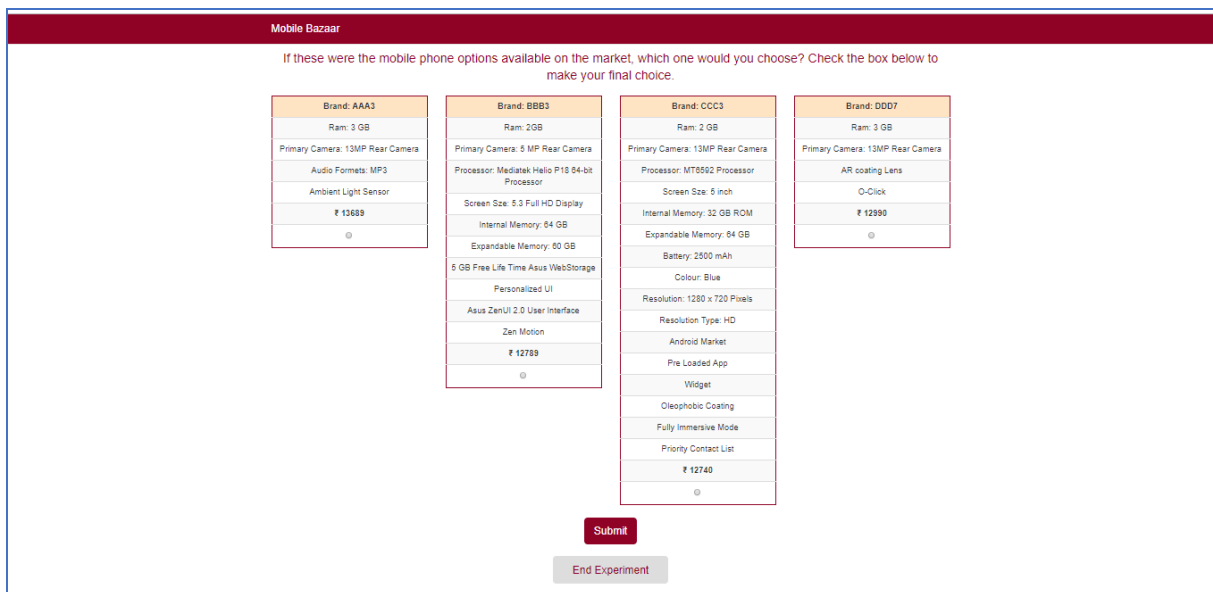 Mobile Bazaar
If these were the mobile phone options available on the market, which one would you choose? Check the box below to
make your final choice.
Brand: AAA3
Ram: 3 GB
Primary Camera: 13MP Rear Camera
Audio Formets: MP3
Ambient Light Sensor
₹ 13689
Brand: BBB3
Ram: 2GB
Primary Camera: 5 MP Rear Camera
Processor: Mediatek Helio P18 64-bit
Processor
Screen Sze: 5.3 Full HD Display
Internal Memory: 64 GB
Expendable Memory: 60 GB
5 GB Free Life Time Asus WebStorage
Personalized UI
Asus ZenUI 2.0 User Interface
Zen Motion
₹ 12789
Brand: CCC3
Ram: 2 GB
Primary Camera: 13MP Rear Camera
Processor: MT6592 Processor
Screen Sze: 5 inch
Internal Memory: 32 GB ROM
Expendable Memory: 64 GB
Battery: 2500 mAh
Colour: Blue
Resolution: 1280 x 720 Pixels
Resolution Type: HD
Android Market
Pre Loaded App
Widget
Oleophobic Coating
Fully Immersive Mode
Priority Contact List
₹ 12740
Brand: DDD7
Ram: 3 GB
Primary Camera: 13MP Rear Camera
AR coating Lens
O-Click
₹ 12990
Submit
End Experiment